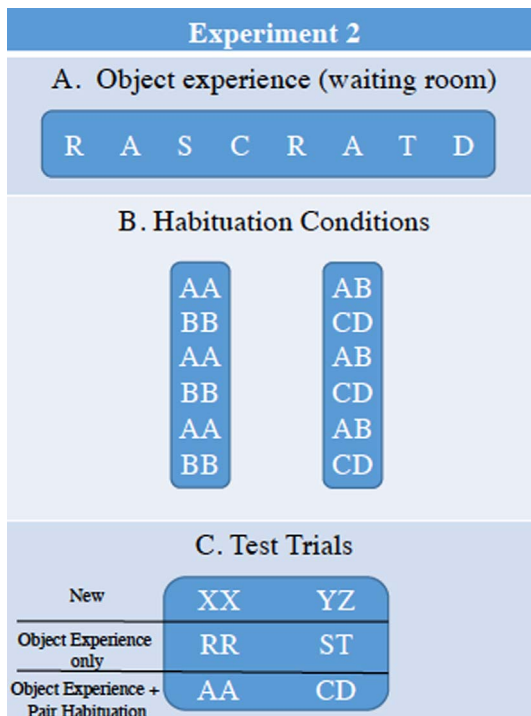 Experiment 2
A. Object experience (waiting room)
R A S C R A T D
B. Habituation Conditions
AA AB
BB CD
AA AB
BB CD
AA AB
BB CD
C. Test Trials
New XX YZ
Object Experience
only RR ST
Object Experience +
Pair Habituation AA CD